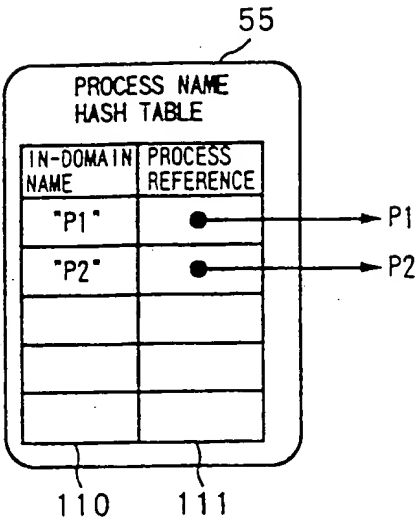 55
PROCESS NAME
HASH TABLE
IN-DOMAIN NAME
PROCESS REFERENCE
"P1"
P1
"P2"
P2
110
111